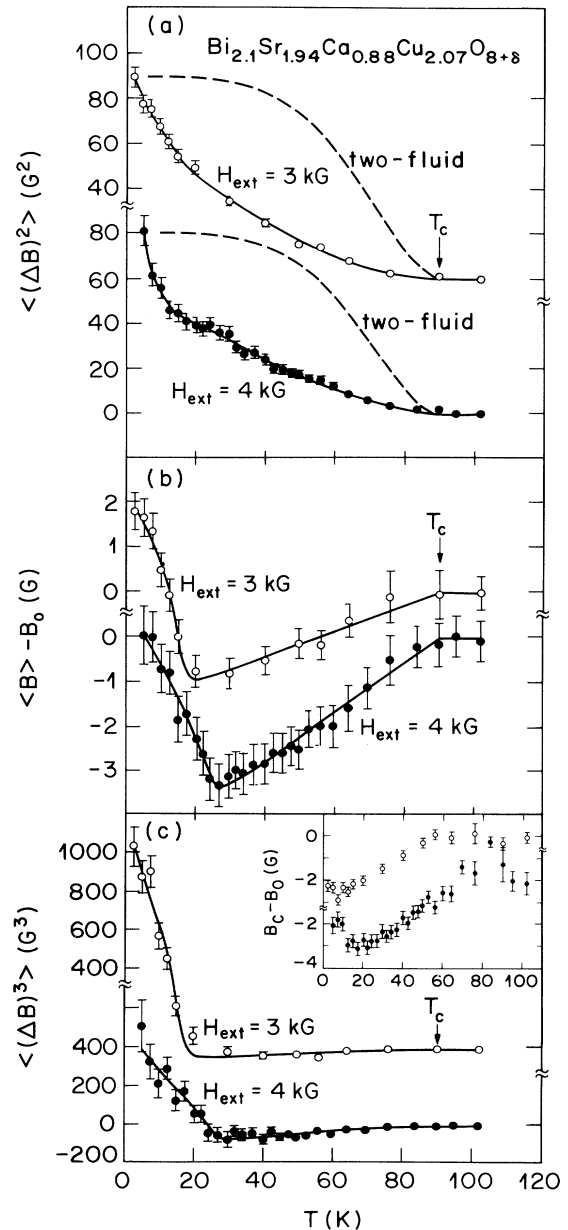 (a)
Bi2.1Sr1.94Ca0.88Cu2.07O8+δ
100
80
60
40
80
60
40
20
0
<(ΔB)²> (G²)
two-fluid
Hext = 3 kG
Tc
two-fluid
Hext = 4 kG
(b)
2
1
0
0
-1
-2
-3
<B> -B₀ (G)
Tc
Hext = 3 kG
Hext = 4 kG
(c)
1000
800
600
400
400
200
0
-200
<(ΔB)³> (G³)
0
-2
-2
-4
BC-B₀ (G)
0 20 40 60 80 100
Tc
Hext = 3 kG
Hext = 4 kG
0 20 40 60 80 100 120
T (K)